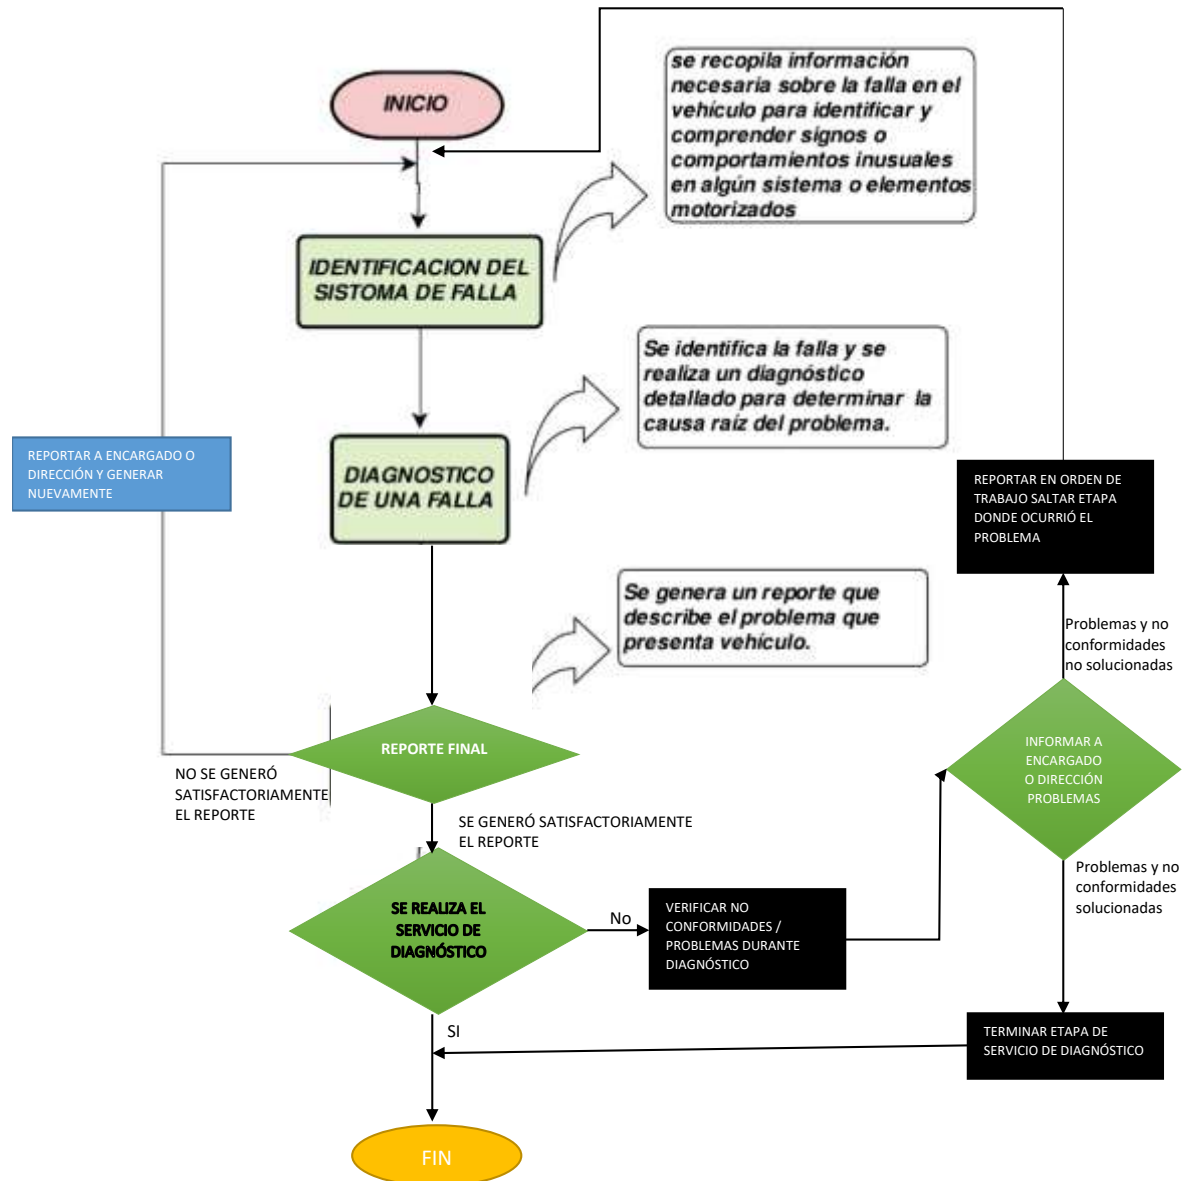 INICIO
se recopila información
necesaria sobre la falla en el
vehículo para identificar y
comprender signos o
comportamientos inusuales
en algún sistema o elementos
motorizados
IDENTIFICACION DEL
SISTOMA DE FALLA
Se identifica la falla y se
realiza un diagnóstico
detallado para determinar la
causa raíz del problema.
REPORTAR A ENCARGADO O
DIRECCIÓN Y GENERAR
NUEVAMENTE
DIAGNOSTICO
DE UNA FALLA
REPORTAR EN ORDEN DE
TRABAJO SALTAR ETAPA
DONDE OCURRIÓ EL
PROBLEMA
Se genera un reporte que
describe el problema que
presenta vehículo.
Problemas y no
conformidades
no solucionadas
REPORTE FINAL
INFORMAR A
ENCARGADO
O DIRECCIÓN
PROBLEMAS
NO SE GENERÓ
SATISFACTORIAMENTE
EL REPORTE
SE GENERÓ SATISFACTORIAMENTE
EL REPORTE
Problemas y no
conformidades
solucionadas
SE REALIZA EL
SERVICIO DE
DIAGNÓSTICO
No
VERIFICAR NO
CONFORMIDADES /
PROBLEMAS DURANTE
DIAGNÓSTICO
SI
TERMINAR ETAPA DE
SERVICIO DE DIAGNÓSTICO
FIN